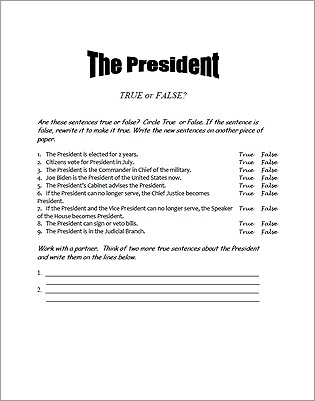 The President
TRUE or FALSE?
Are these sentences true or false? Circle True or False. If the sentence is
false, rewrite it to make it true. Write the new sentences on another piece of
paper.
1. The President is elected for 2 years. True False
2. Citizens vote for President in July. True False
3. The President is the Commander in Chief of the military. True False
4. Joe Biden is the President of the United States now. True False
5. The President's Cabinet advises the President. True False
6. If the President can no longer serve, the Chief Justice becomes True False
President.
7. If the President and the Vice President can no longer serve, the Speaker True False
of the House becomes President.
8. The President can sign or veto bills. True False
9. The President is in the Judicial Branch. True False
Work with a partner. Think of two more true sentences about the President
and write them on the lines below.
1.
2.